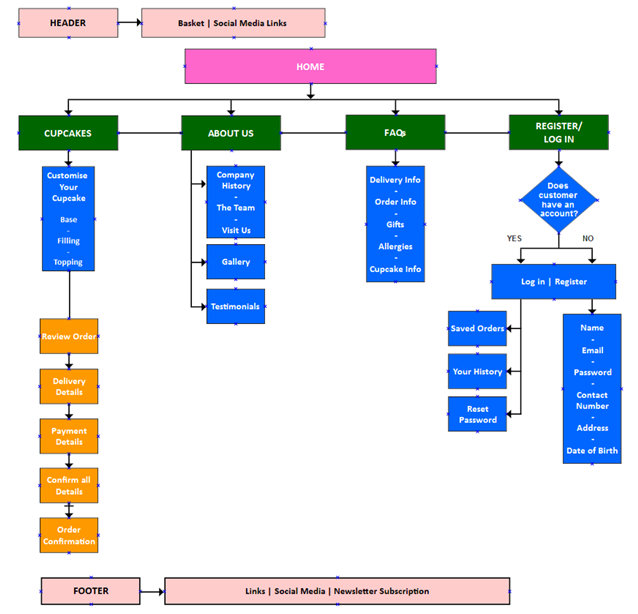 HEADER
Basket | Social Media Links
HOME
CUPCAKES
ABOUT US
FAQs
REGISTER/
LOG IN
Customise
Your
Cupcake
Base
-
Filling
-
Topping
Company
History
-
The Team
-
Visit Us
Gallery
Testimonials
Delivery Info
-
Order Info
-
Gifts
-
Allergies
-
Cupcake Info
Does
customer
have an
account?
YES
NO
Log in | Register
Saved Orders
Your History
Reset
Password
Name
-
Email
-
Password
-
Contact
Number
-
Address
-
Date of Birth
Review Order
Delivery
Details
Payment
Details
Confirm all
Details
Order
Confirmation
FOOTER
Links | Social Media | Newsletter Subscription